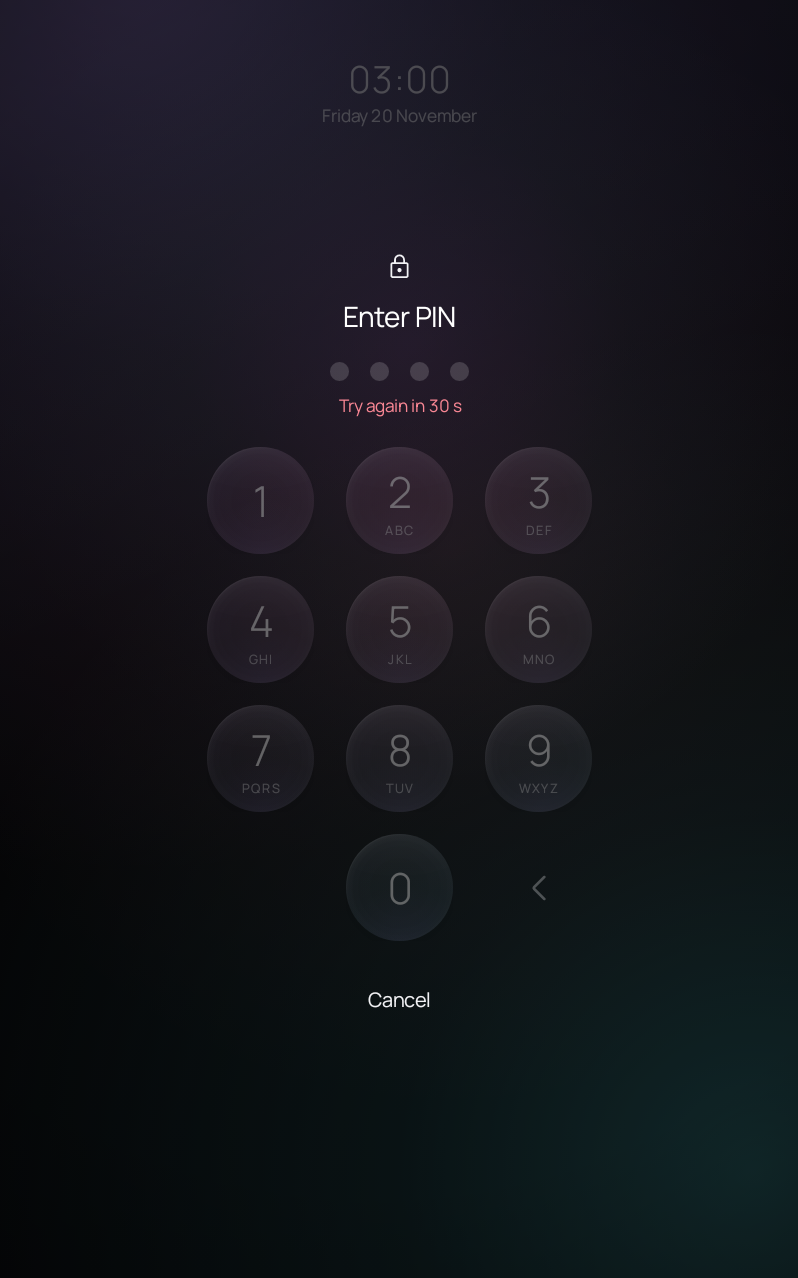 03:00
Friday 20 November
Enter PIN
Try again in 30 s
1
2
ABC
3
DEF
4
GHI
5
JKL
6
MNO
7
PQRS
8
TUV
9
WXYZ
0
Cancel